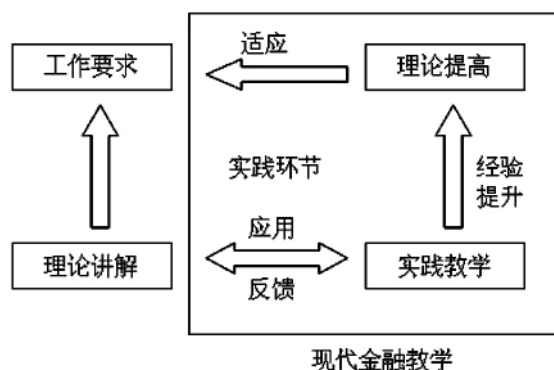 适应
工作要求
理论提高
实践环节
经验
提升
应用
理论讲解
实践教学
反馈
现代金融教学